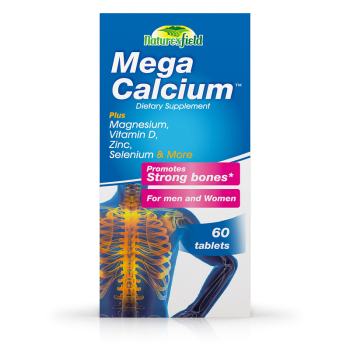 Naturesfield
Mega
Calcium™
Dietary Supplement
Plus
Magnesium,
Vitamin D,
Zinc,
Selenium & More
Promotes
Strong bones*
For men and Women
60
tablets